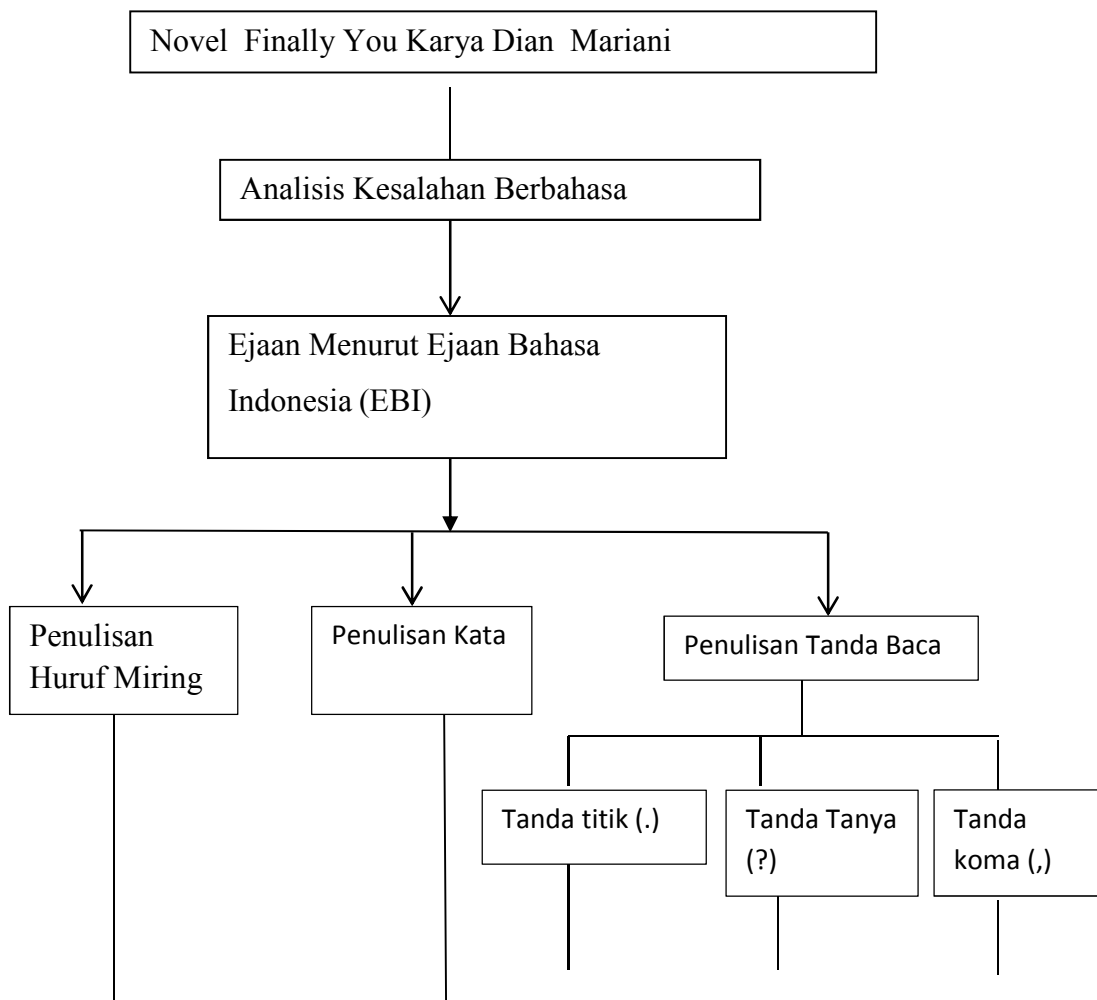 Novel Finally You Karya Dian Mariani
Analisis Kesalahan Berbahasa
Ejaan Menurut Ejaan Bahasa
Indonesia (EBI)
Penulisan
Huruf Miring
Penulisan Kata
Penulisan Tanda Baca
Tanda titik (.)
Tanda Tanya
(?)
Tanda
koma (,)